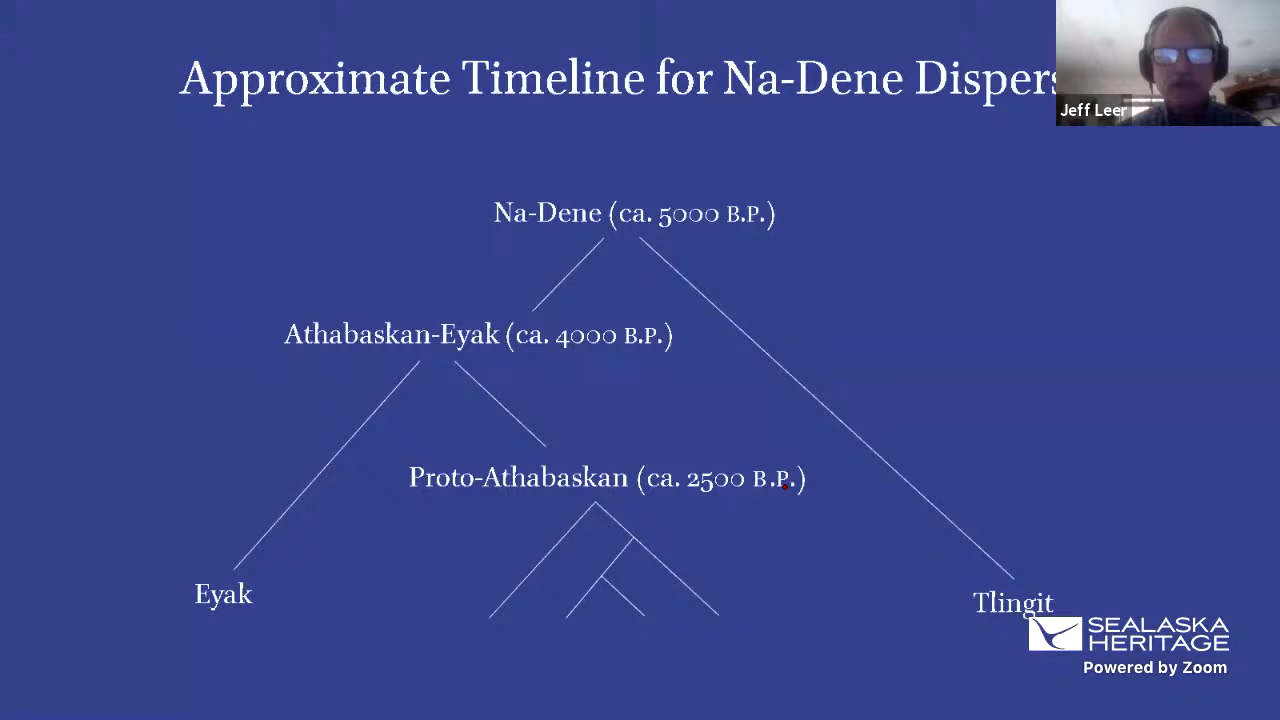 Approximate Timeline for Na-Dene Dispers
Jeff Leer
Na-Dene (ca. 5000 B.P.)
Athabaskan-Eyak (ca. 4000 B.P.)
Proto-Athabaskan (ca. 2500 B.P.)
Eyak
Tlingit
SEALASKA
HERITAGE
Powered by Zoom